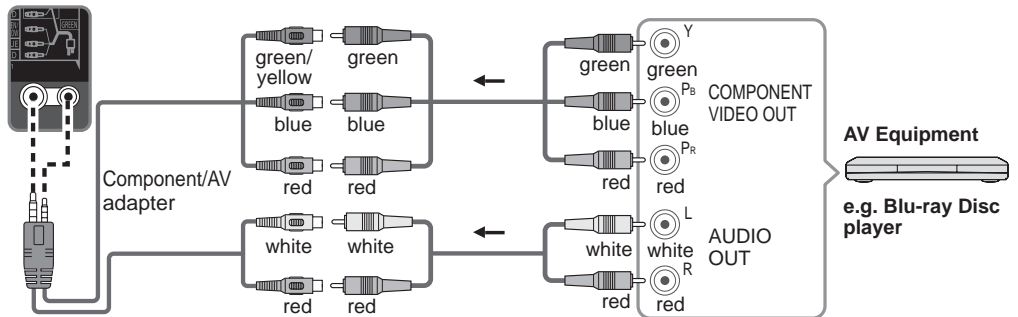 GREEN
green/
yellow
green
blue
blue
red
red
Component/AV
adapter
white
white
red
red
green
Y
green
blue
PB
blue
red
PR
red
COMPONENT
VIDEO OUT
white
L
white
red
R
red
AUDIO
OUT
AV Equipment
e.g. Blu-ray Disc
player